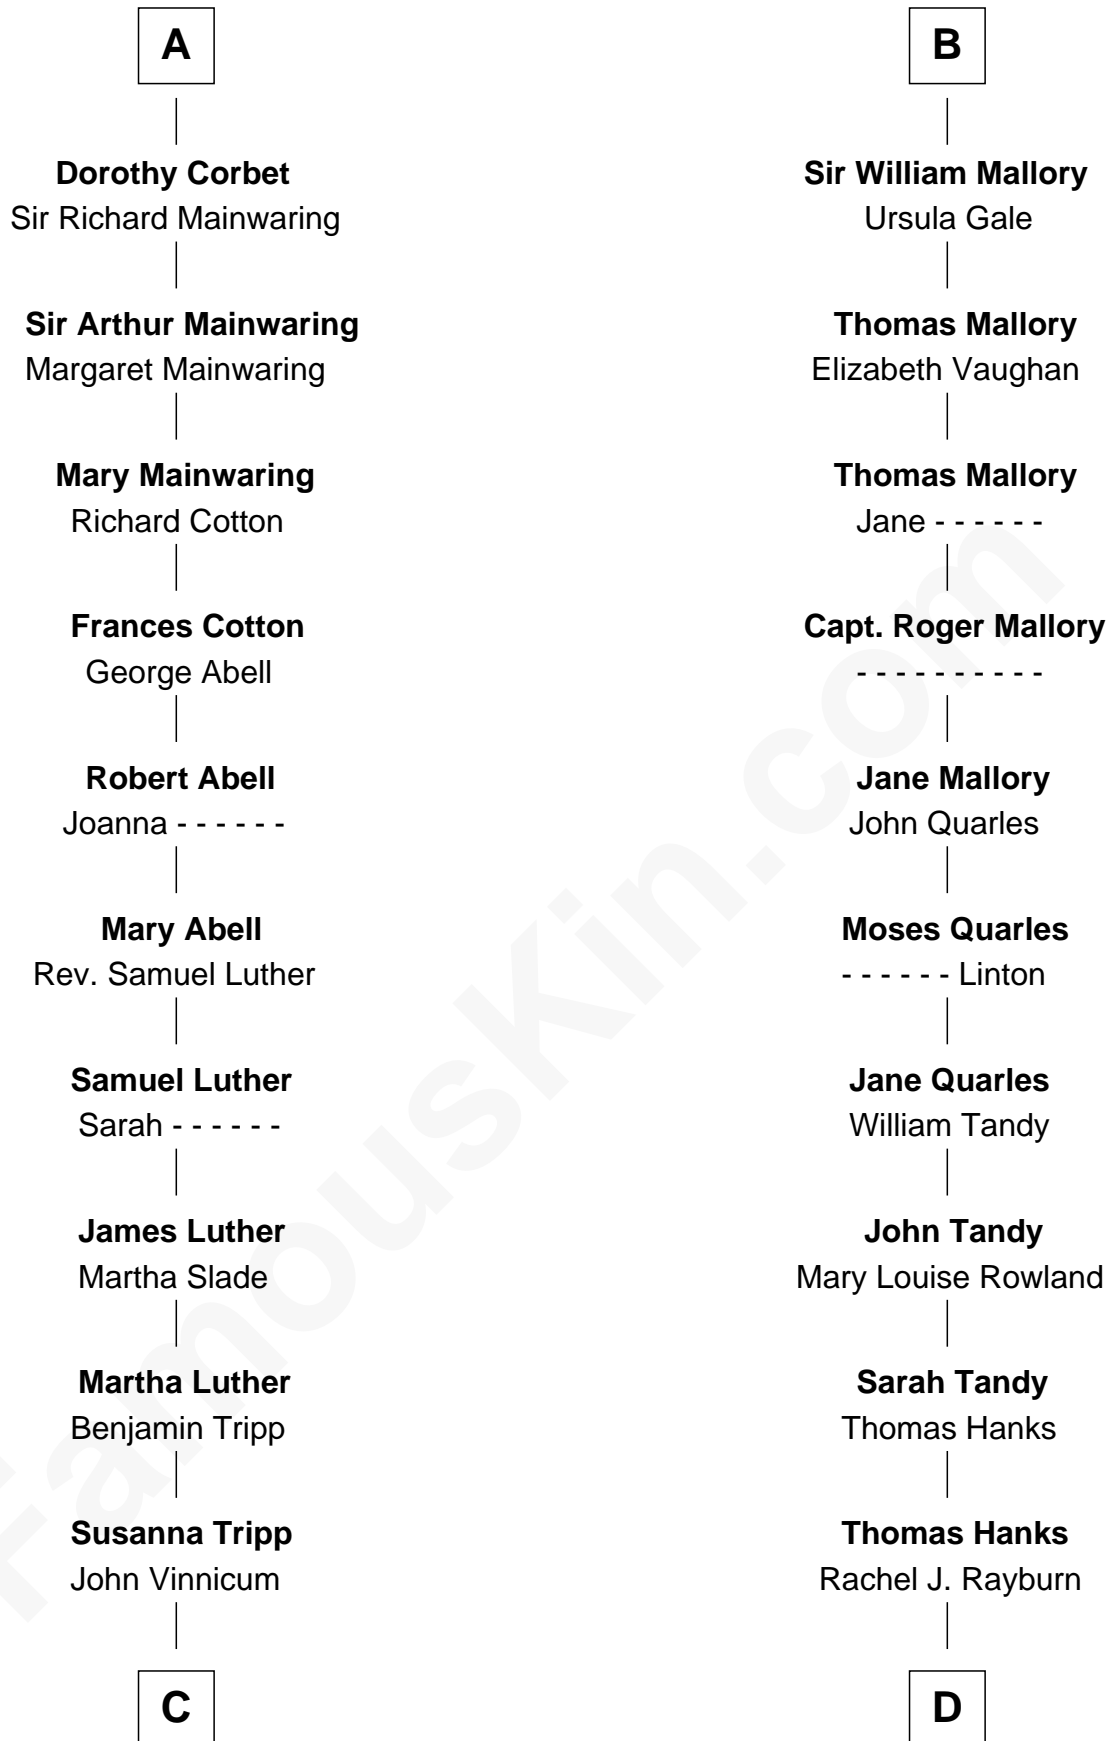 A
Dorothy Corbet
Sir Richard Mainwaring
Sir Arthur Mainwaring
Margaret Mainwaring
Mary Mainwaring
Richard Cotton
Frances Cotton
George Abell
Robert Abell
Joanna - - - - - -
Mary Abell
Rev. Samuel Luther
Samuel Luther
Sarah - - - - - -
James Luther
Martha Slade
Martha Luther
Benjamin Tripp
Susanna Tripp
John Vinnicum
C
B
Sir William Mallory
Ursula Gale
Thomas Mallory
Elizabeth Vaughan
Thomas Mallory
Jane - - - - - -
Capt. Roger Mallory
- - - - - - - - - -
Jane Mallory
John Quarles
Moses Quarles
- - - - - - Linton
Jane Quarles
William Tandy
John Tandy
Mary Louise Rowland
Sarah Tandy
Thomas Hanks
Thomas Hanks
Rachel J. Rayburn
D
FamousKin.com